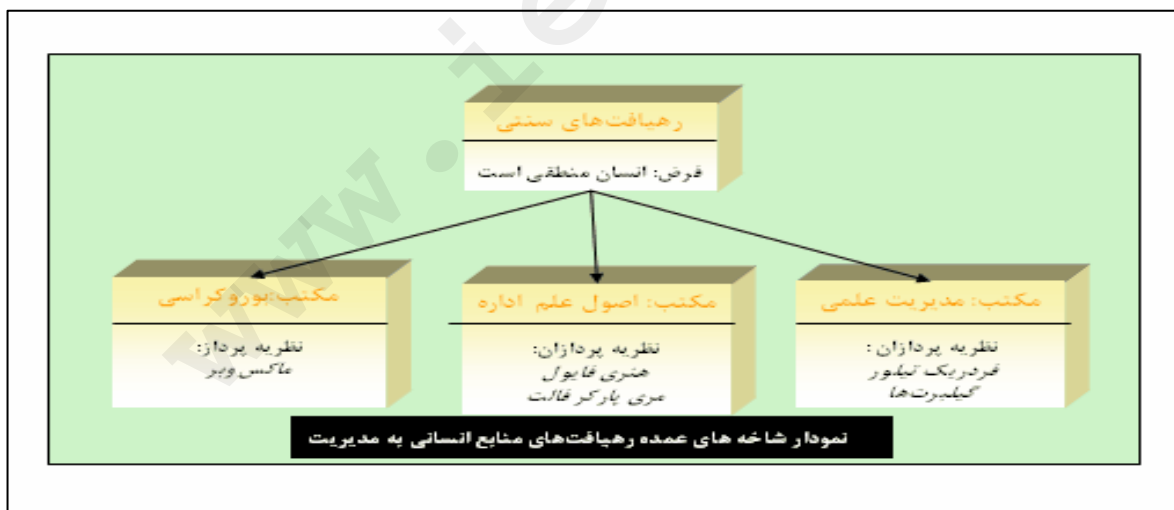 رهیافت‌های سنتی
فرض: انسان منطقی است
مکتب: مدیریت علمی
نظریه پردازان :
فردریک تیلور
گیلبرت‌ها
مکتب: اصول علم اداره
نظریه پردازان:
هنری فایول
مری پارکر فالت
مکتب:بوروکراسی
نظریه پرداز:
ماکس وبر
نمودار شاخه های عمده رهیافت‌های منابع انسانی به مدیریت
www.ie